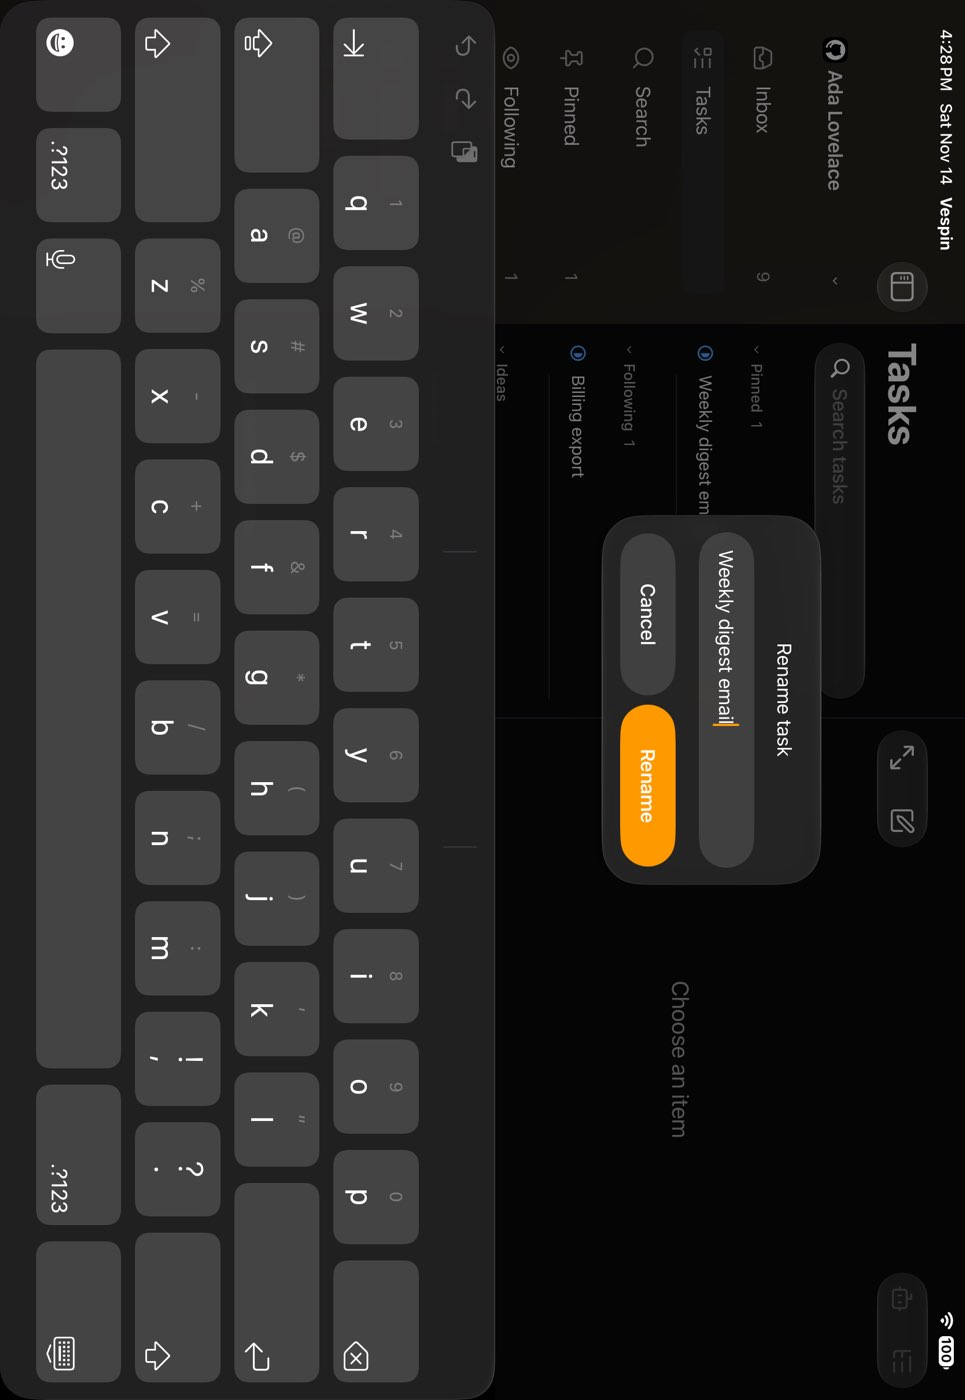 4:28 PM Sat Nov 14 Vespin
100
Tasks
Ada Lovelace
Search tasks
Inbox 9
Tasks
Search
Pinned 1
Following 1
Pinned 1
Weekly digest em
Following 1
Billing export
Ideas
Rename task
Weekly digest email
Cancel Rename
Choose an item
1 2 3 4 5 6 7 8 9 0
q w e r t y u i o p
@ # $ & * ( ) ' "
a s d f g h j k l
% - + = / ; : ! ?
z x c v b n m , .
.?123 .?123